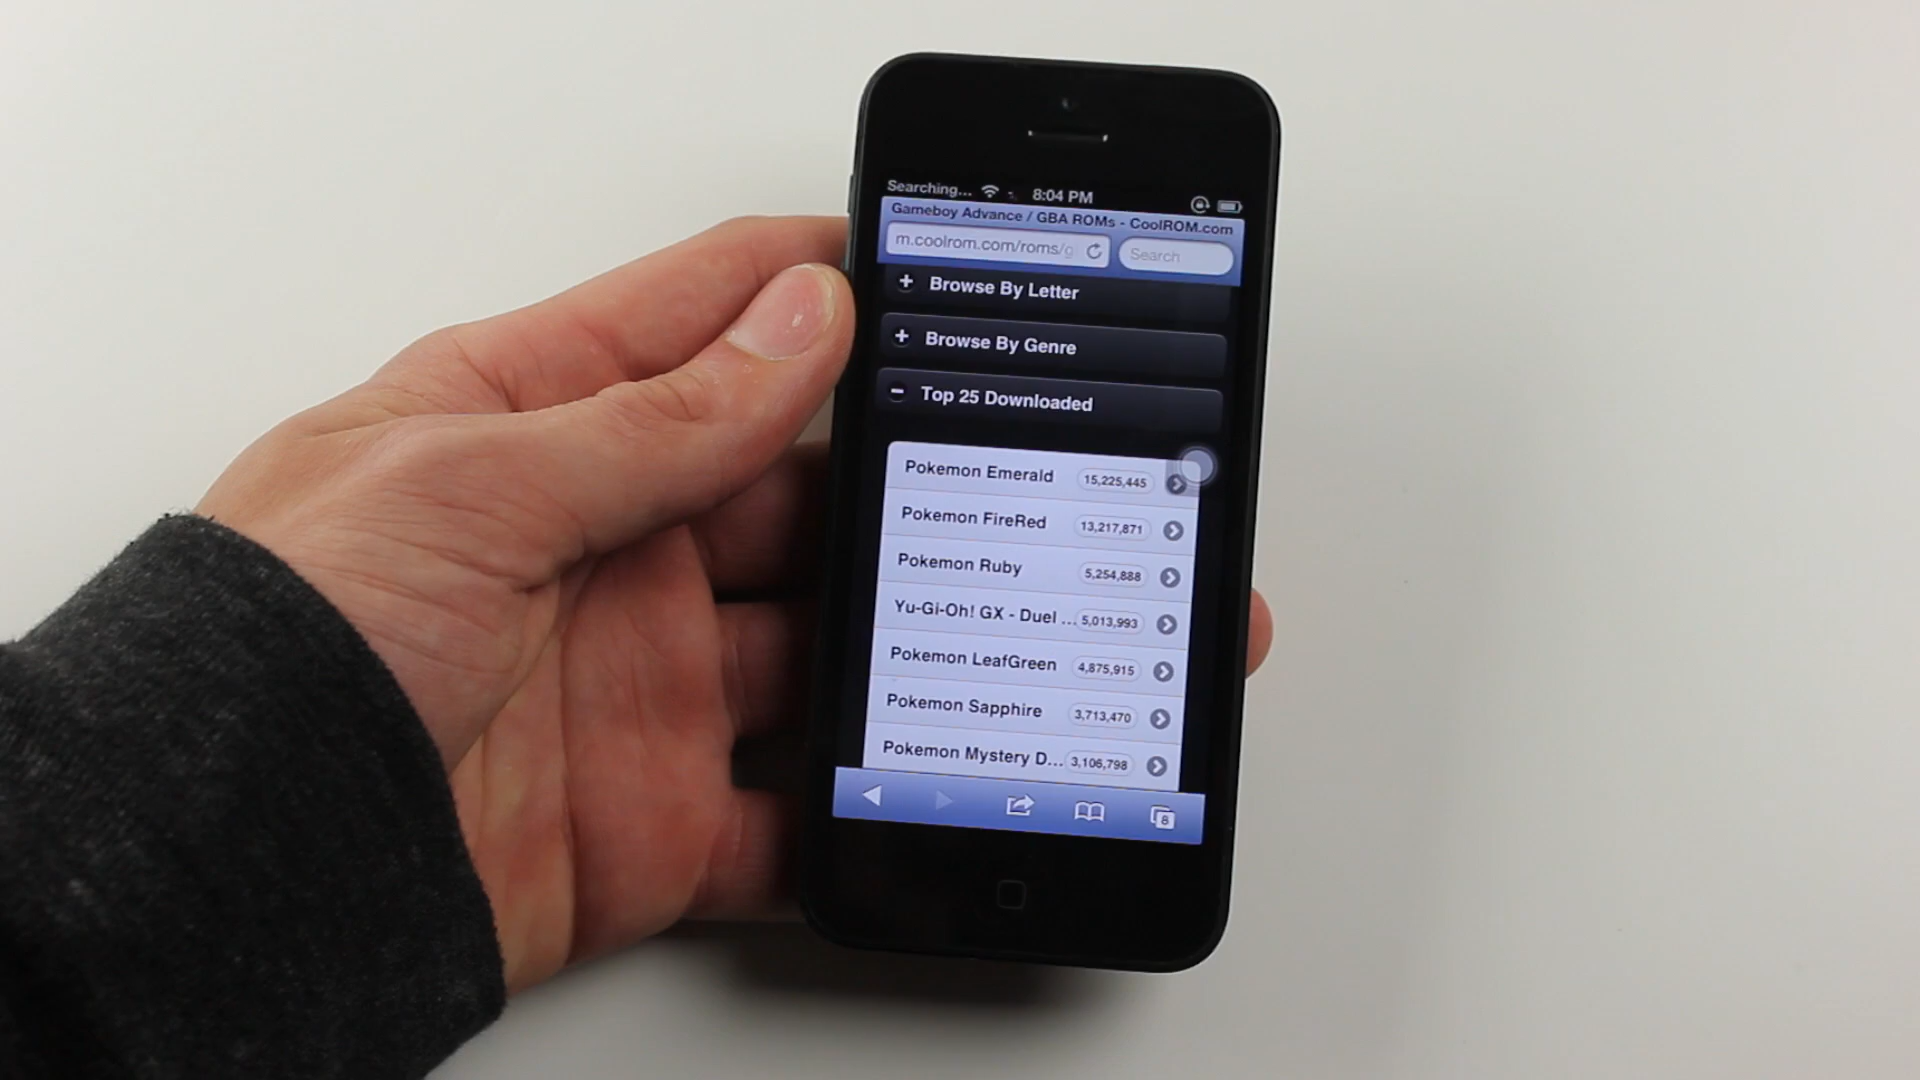 Searching... 8:04 PM
Gameboy Advance / GBA ROMs - CoolROM.com
m.coolrom.com/roms/g Search
Browse By Letter
Browse By Genre
Top 25 Downloaded
Pokemon Emerald 15,225,445
Pokemon FireRed 13,217,871
Pokemon Ruby 5,254,888
Yu-Gi-Oh! GX - Duel ... 5,013,993
Pokemon LeafGreen 4,875,915
Pokemon Sapphire 3,713,470
Pokemon Mystery D... 3,106,798
8